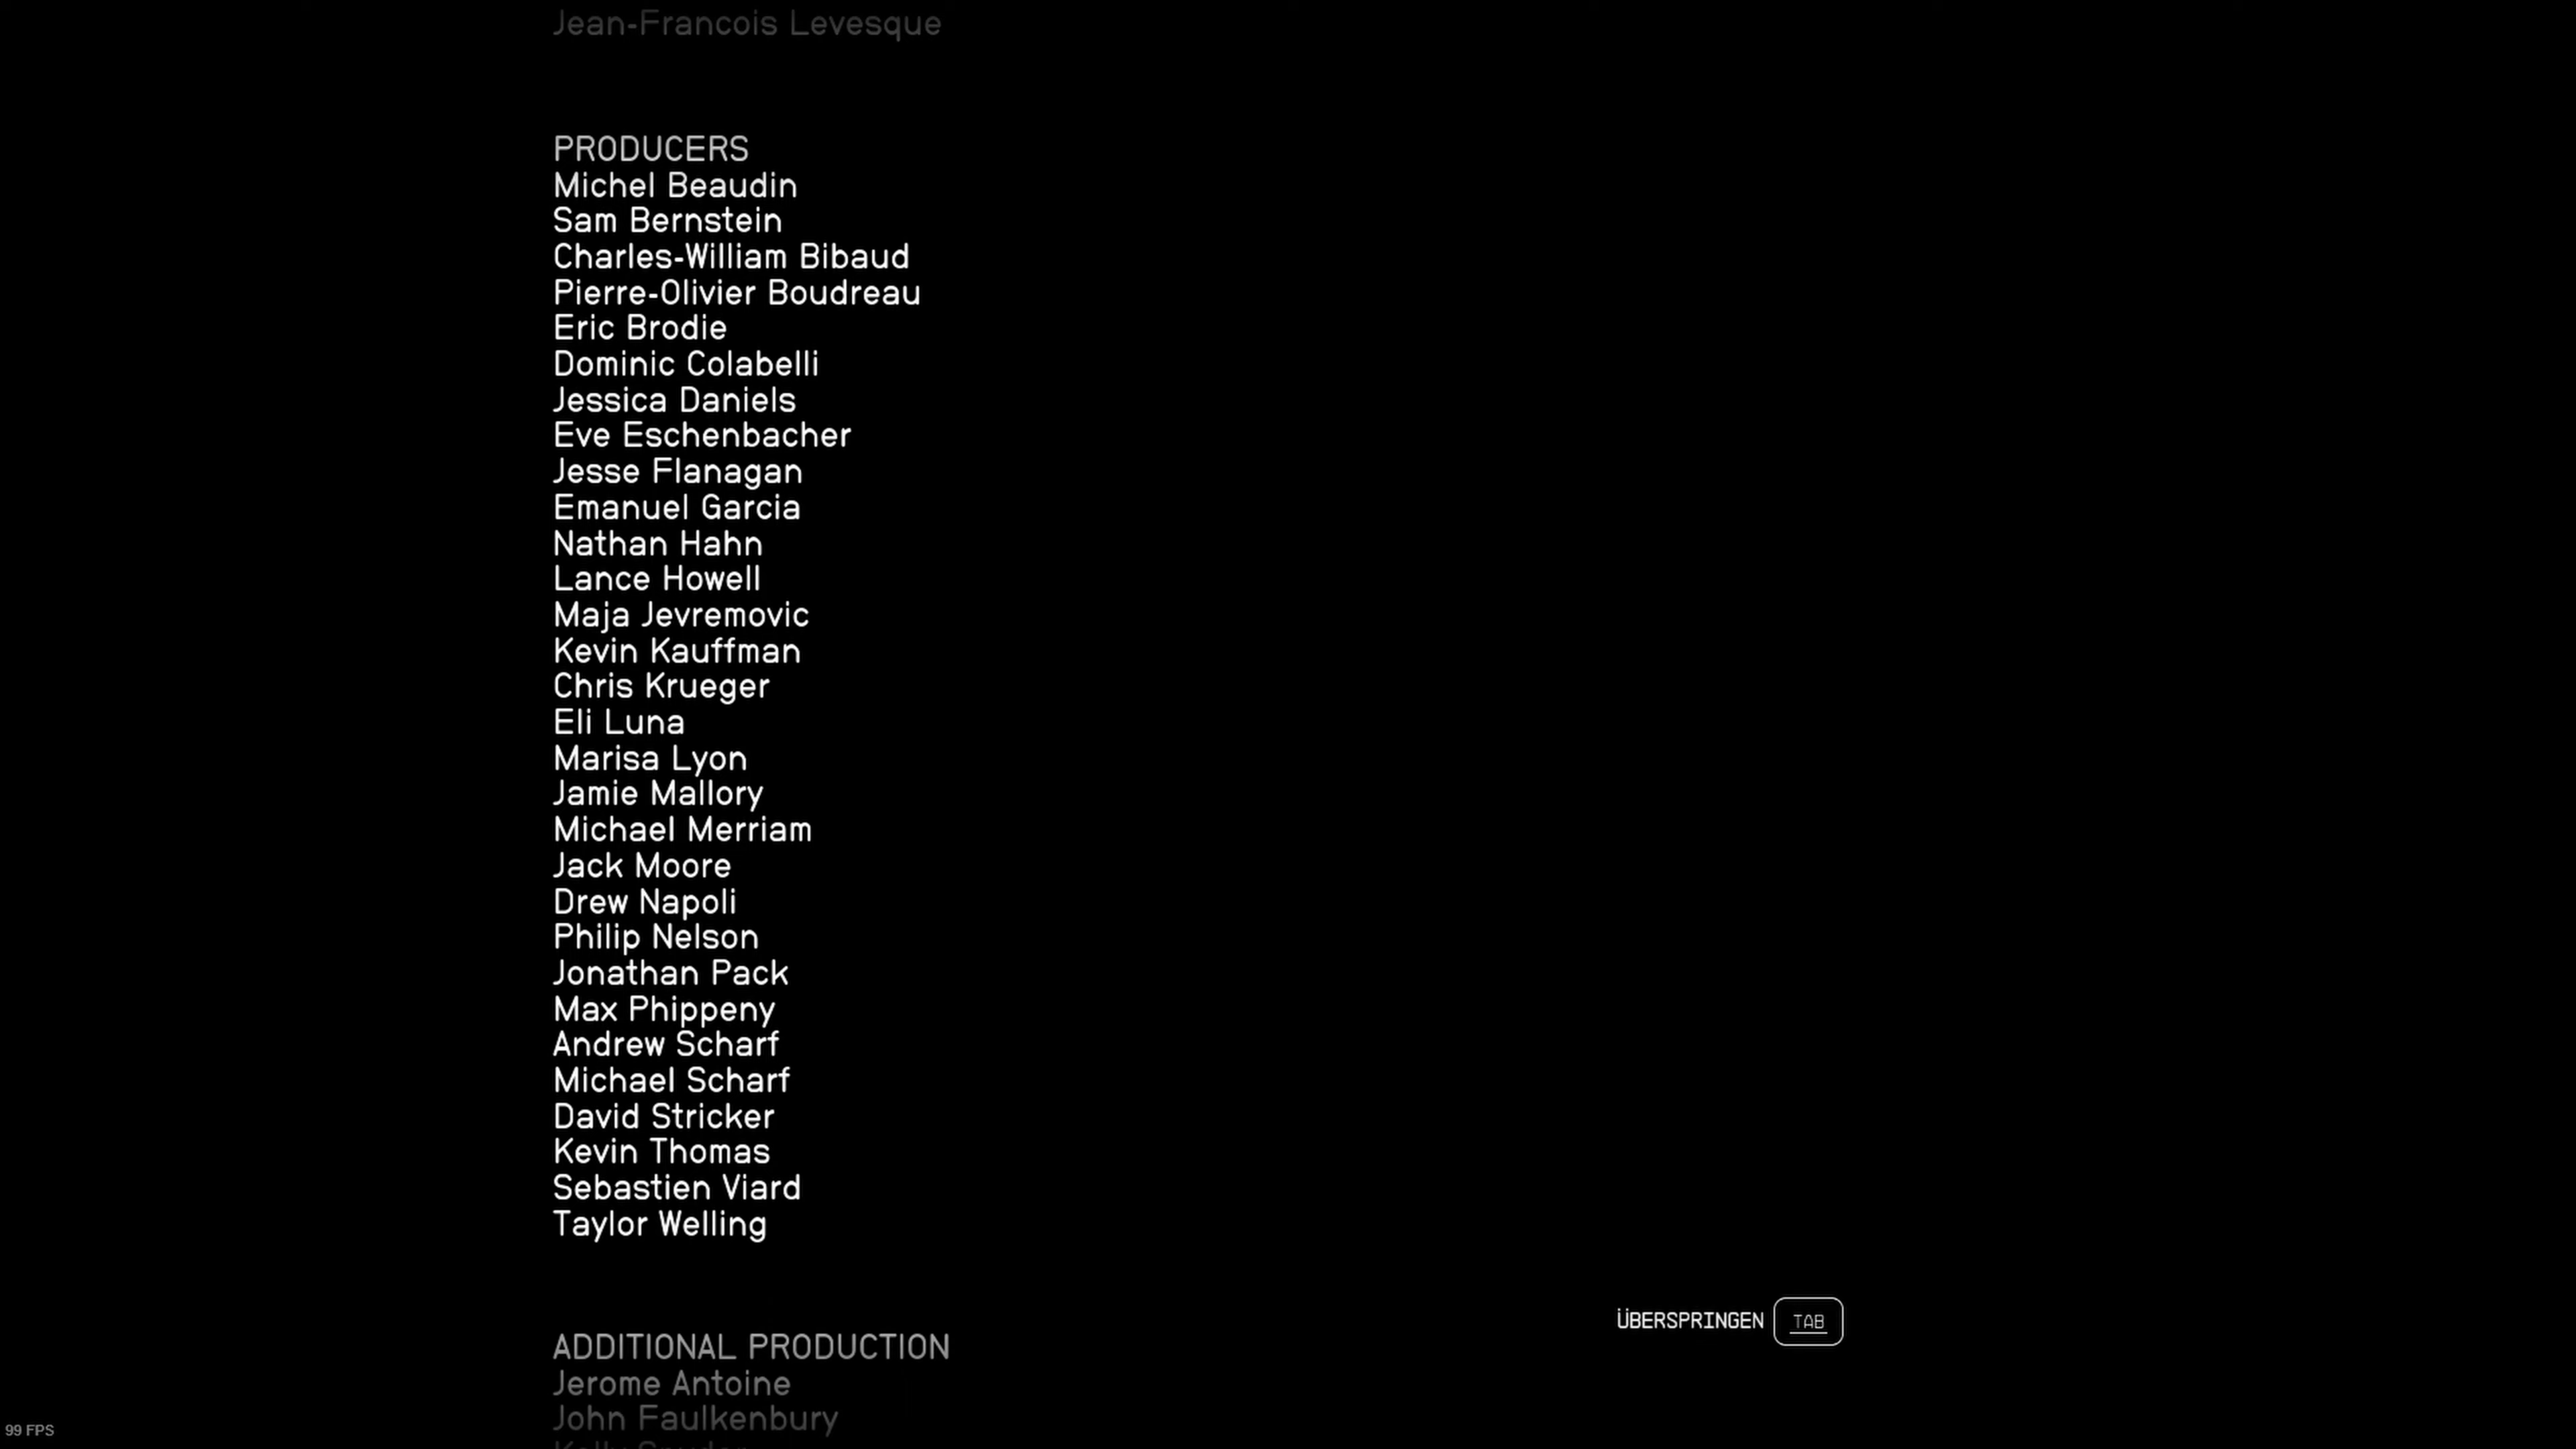 Jean-Francois Levesque
PRODUCERS
Michel Beaudin
Sam Bernstein
Charles-William Bibaud
Pierre-Olivier Boudreau
Eric Brodie
Dominic Colabelli
Jessica Daniels
Eve Eschenbacher
Jesse Flanagan
Emanuel Garcia
Nathan Hahn
Lance Howell
Maja Jevremovic
Kevin Kauffman
Chris Krueger
Eli Luna
Marisa Lyon
Jamie Mallory
Michael Merriam
Jack Moore
Drew Napoli
Philip Nelson
Jonathan Pack
Max Phippeny
Andrew Scharf
Michael Scharf
David Stricker
Kevin Thomas
Sebastien Viard
Taylor Welling
ÜBERSPRINGEN TAB
ADDITIONAL PRODUCTION
Jerome Antoine
John Faulkenbury
99 FPS